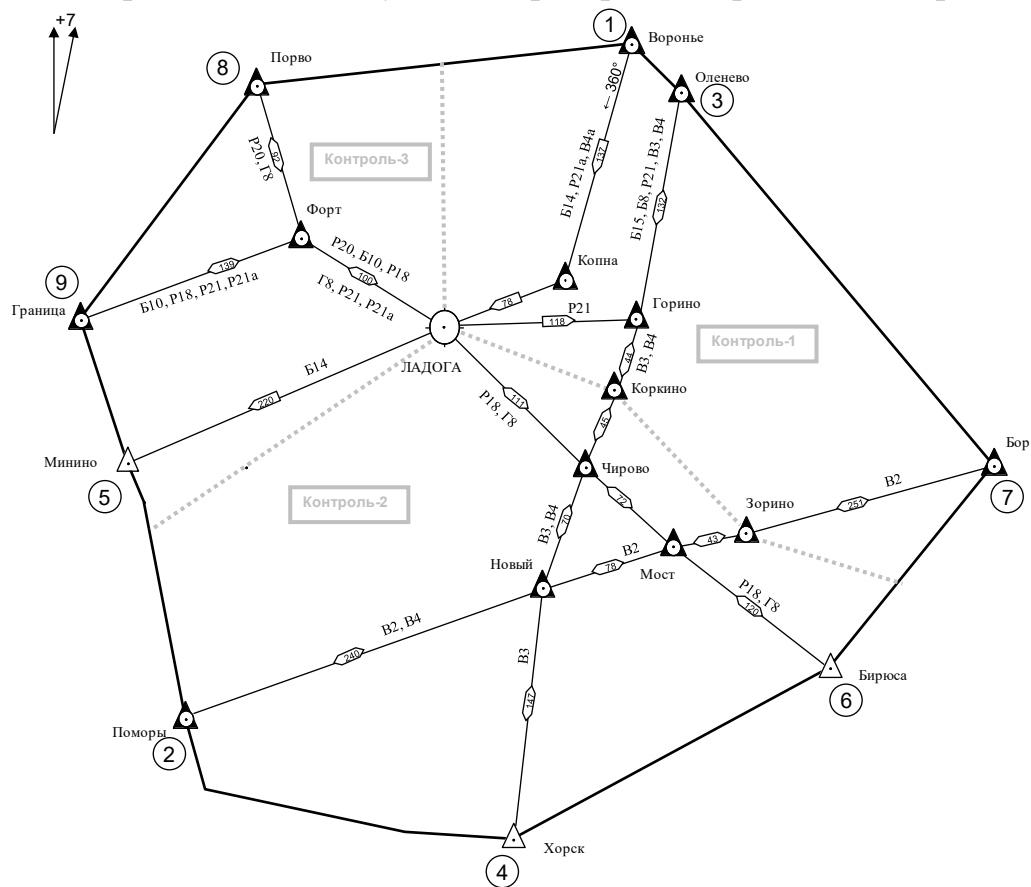 +7
1
Воронье
8
Порво
Оленево
3
← 360°
137
Б14, Р21а, В4а
132
Б15, Б8, Р21, В3, В4
92
Р20, Г8
Контроль-3
Форт
Р20, Б10, Р18
100
Г8, Р21, Р21а
139
Б10, Р18, Р21, Р21а
9
Граница
Копна
78
Р21
118
Горино
ЛАДОГА
Контроль-1
44
В3, В4
Коркино
Б14
220
111
Р18, Г8
45
Минино
5
Чирово
Бор
7
В2
251
Зорино
Контроль-2
72
70
В3, В4
43
Новый
В2
78
Мост
Р18, Г8
120
В2, В4
240
В3
147
Бирюса
6
Поморы
2
Хорск
4